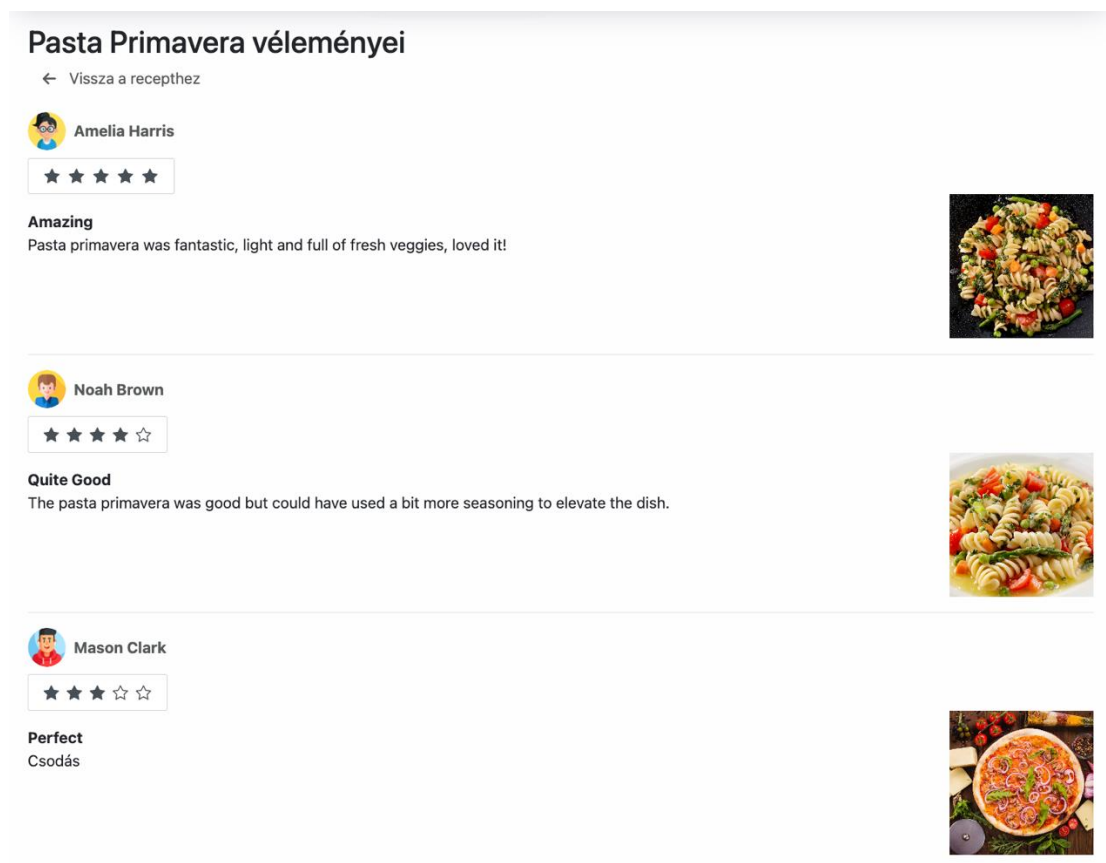 Pasta Primavera véleményei
← Vissza a recepthez
Amelia Harris
★ ★ ★ ★ ★
Amazing
Pasta primavera was fantastic, light and full of fresh veggies, loved it!
Noah Brown
★ ★ ★ ★ ☆
Quite Good
The pasta primavera was good but could have used a bit more seasoning to elevate the dish.
Mason Clark
★ ★ ★ ☆ ☆
Perfect
Csodás